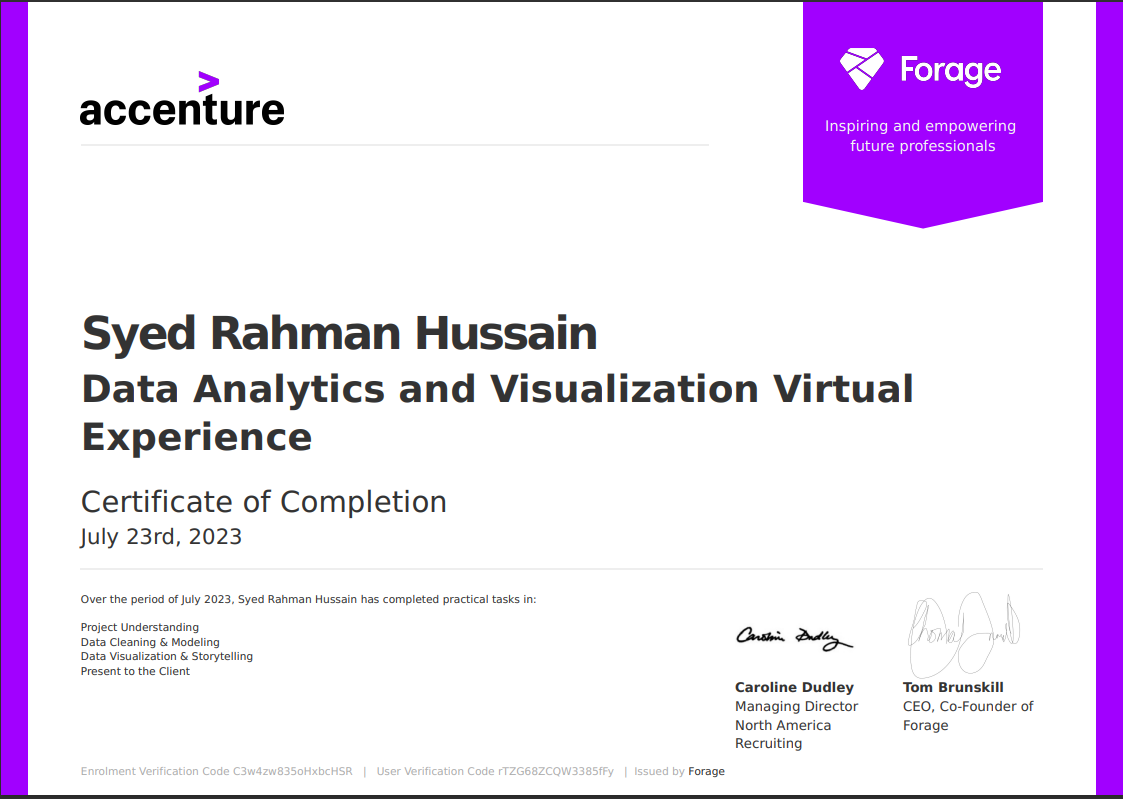 accenture
Forage
Inspiring and empowering
future professionals
Syed Rahman Hussain
Data Analytics and Visualization Virtual
Experience
Certificate of Completion
July 23rd, 2023
Over the period of July 2023, Syed Rahman Hussain has completed practical tasks in:
Project Understanding
Data Cleaning & Modeling
Data Visualization & Storytelling
Present to the Client
Caroline Dudley
Caroline Dudley
Managing Director
North America
Recruiting
Tom Brunskill
CEO, Co-Founder of
Forage
Enrolment Verification Code C3w4zw835oHxbcHSR | User Verification Code rTZG68ZCQW3385fFy | Issued by Forage